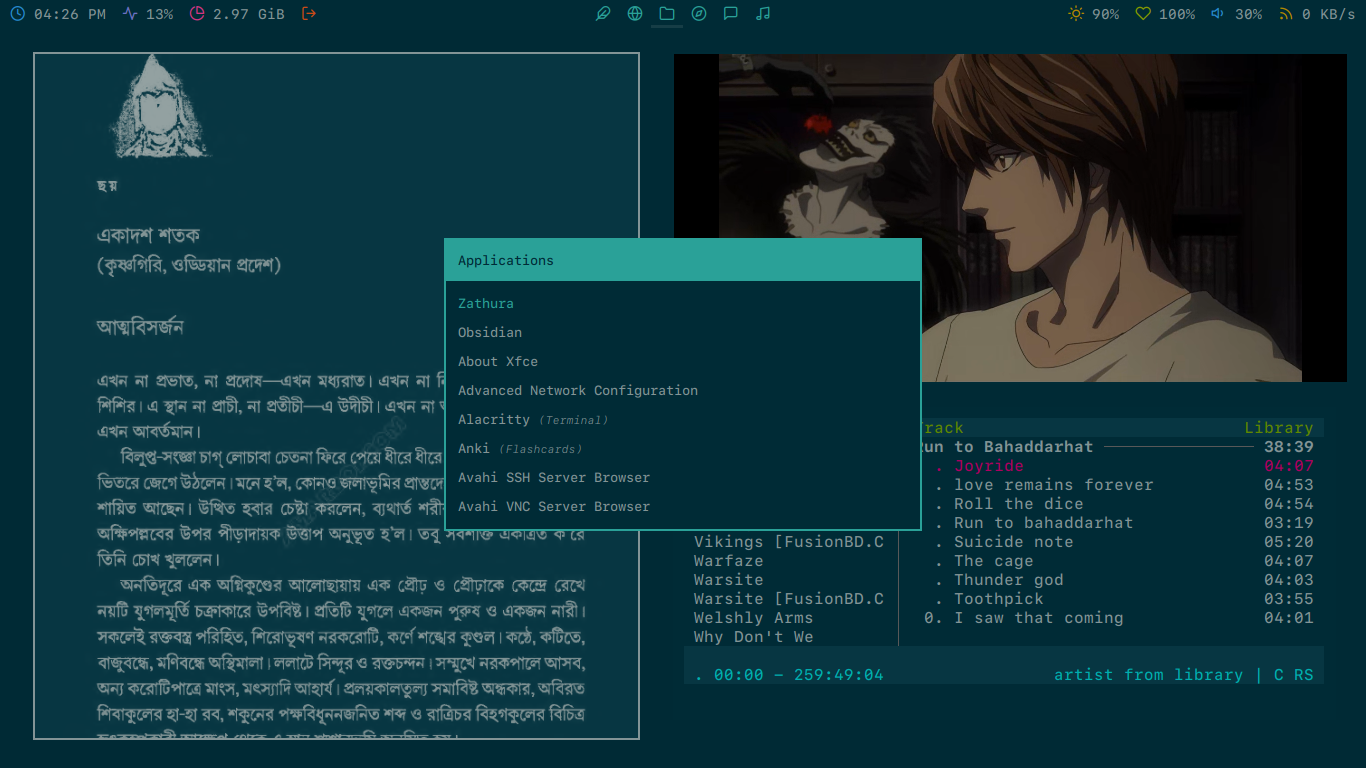 04:26 PM 13% 2.97 GiB 90% 100% 30% 0 KB/s
ছয়
একাদশ শতক
(কৃষ্ণগিরি, ওড্ডিয়ান প্রদেশ)
আত্মবিসর্জন
এখন না প্রভাত, না প্রদোষ—এখন মধ্যরাত। এখন না
শিশির। এ স্থান না প্রাচী, না প্রতীচী—এ উদীচী। এখন না
এখন আবর্তমান।
বিলুপ্ত-সংজ্ঞা চাগ্ লোচাবা চেতনা ফিরে পেয়ে ধীরে ধীরে
ভিতরে জেগে উঠলেন। মনে হ'ল, কোনও জলাভূমির
শায়িত আছেন। উত্থিত হবার চেষ্টা করলেন, ব্যথার্ত
অক্ষিপল্লবের উপর পীড়াদায়ক উত্তাপ অনুভূত হ'ল। তবু সর্বশক্তি একত্রিত ক'রে
তিনি চোখ খুললেন।
অনতিদূরে এক অগ্নিকুণ্ডের আলোছায়ায় এক প্রৌঢ় ও প্রৌঢ়াকে কেন্দ্রে রেখে
নয়টি যুগলমূর্তি চক্রাকারে উপবিষ্ট। প্রতিটি যুগলে একজন পুরুষ ও একজন নারী।
সকলেই রক্তবস্ত্র পরিহিত, শিরোভূষণ নরকরোটি, কর্ণে শঙ্খের কুণ্ডল। কণ্ঠে, কটিতে,
বাজুবন্ধে, মণিবন্ধে অস্থিমালা। ললাটে সিন্দূর ও রক্তচন্দন। সম্মুখে নরকপালে আসব,
অন্য করোটিপাত্রে মাংস, মৎস্যাদি আহার্য। প্রলয়কালতুল্য সমাবিষ্ট অন্ধকার, অবিরত
শিবাকুলের হা-হা রব, শকুনের পক্ষবিধূননজনিত শব্দ ও রাত্রিচর বিহগকুলের বিচিত্র
Applications
Zathura
Obsidian
About Xfce
Advanced Network Configuration
Alacritty (Terminal)
Anki (Flashcards)
Avahi SSH Server Browser
Avahi VNC Server Browser
rack Library
un to Bahaddarhat 38:39
. Joyride 04:07
. love remains forever 04:53
. Roll the dice 04:54
. Run to bahaddarhat 03:19
Vikings [FusionBD.C . Suicide note 05:20
Warfaze . The cage 04:07
Warsite . Thunder god 04:03
Warsite [FusionBD.C . Toothpick 03:55
Welshly Arms 0. I saw that coming 04:01
Why Don't We
. 00:00 – 259:49:04 artist from library | C RS